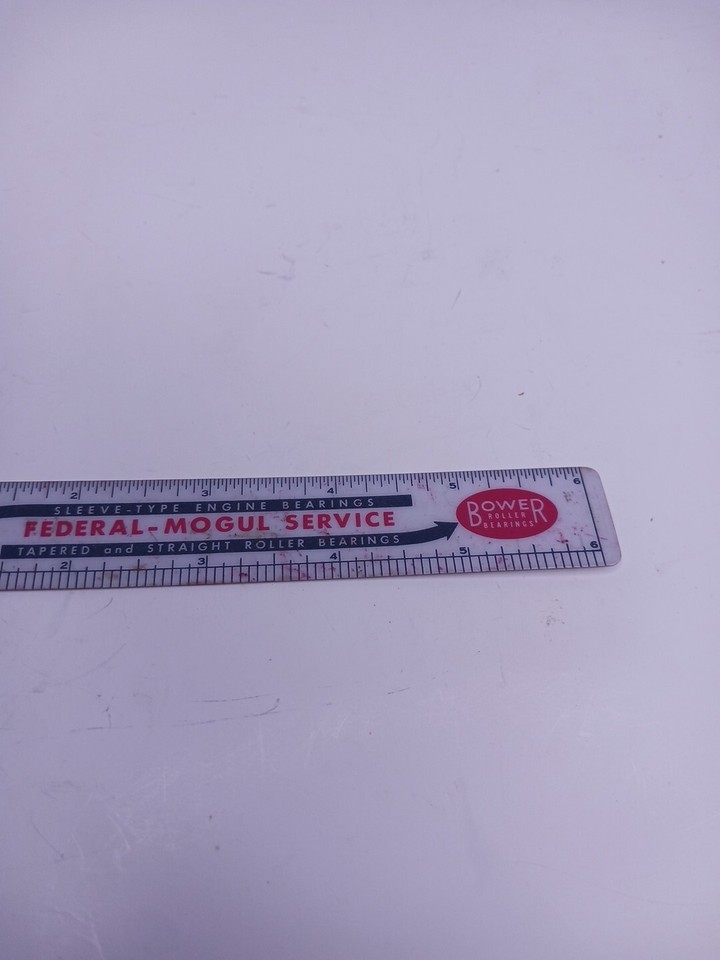 2 3 4 5 6
SLEEVE-TYPE ENGINE BEARINGS
FEDERAL-MOGUL SERVICE
TAPERED and STRAIGHT ROLLER BEARINGS
BOWER
ROLLER
BEARINGS
2 3 4 5 6